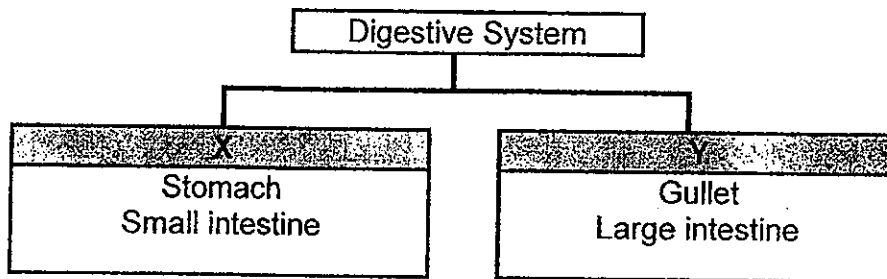 Digestive System
X
Stomach
Small intestine
Y
Gullet
Large intestine